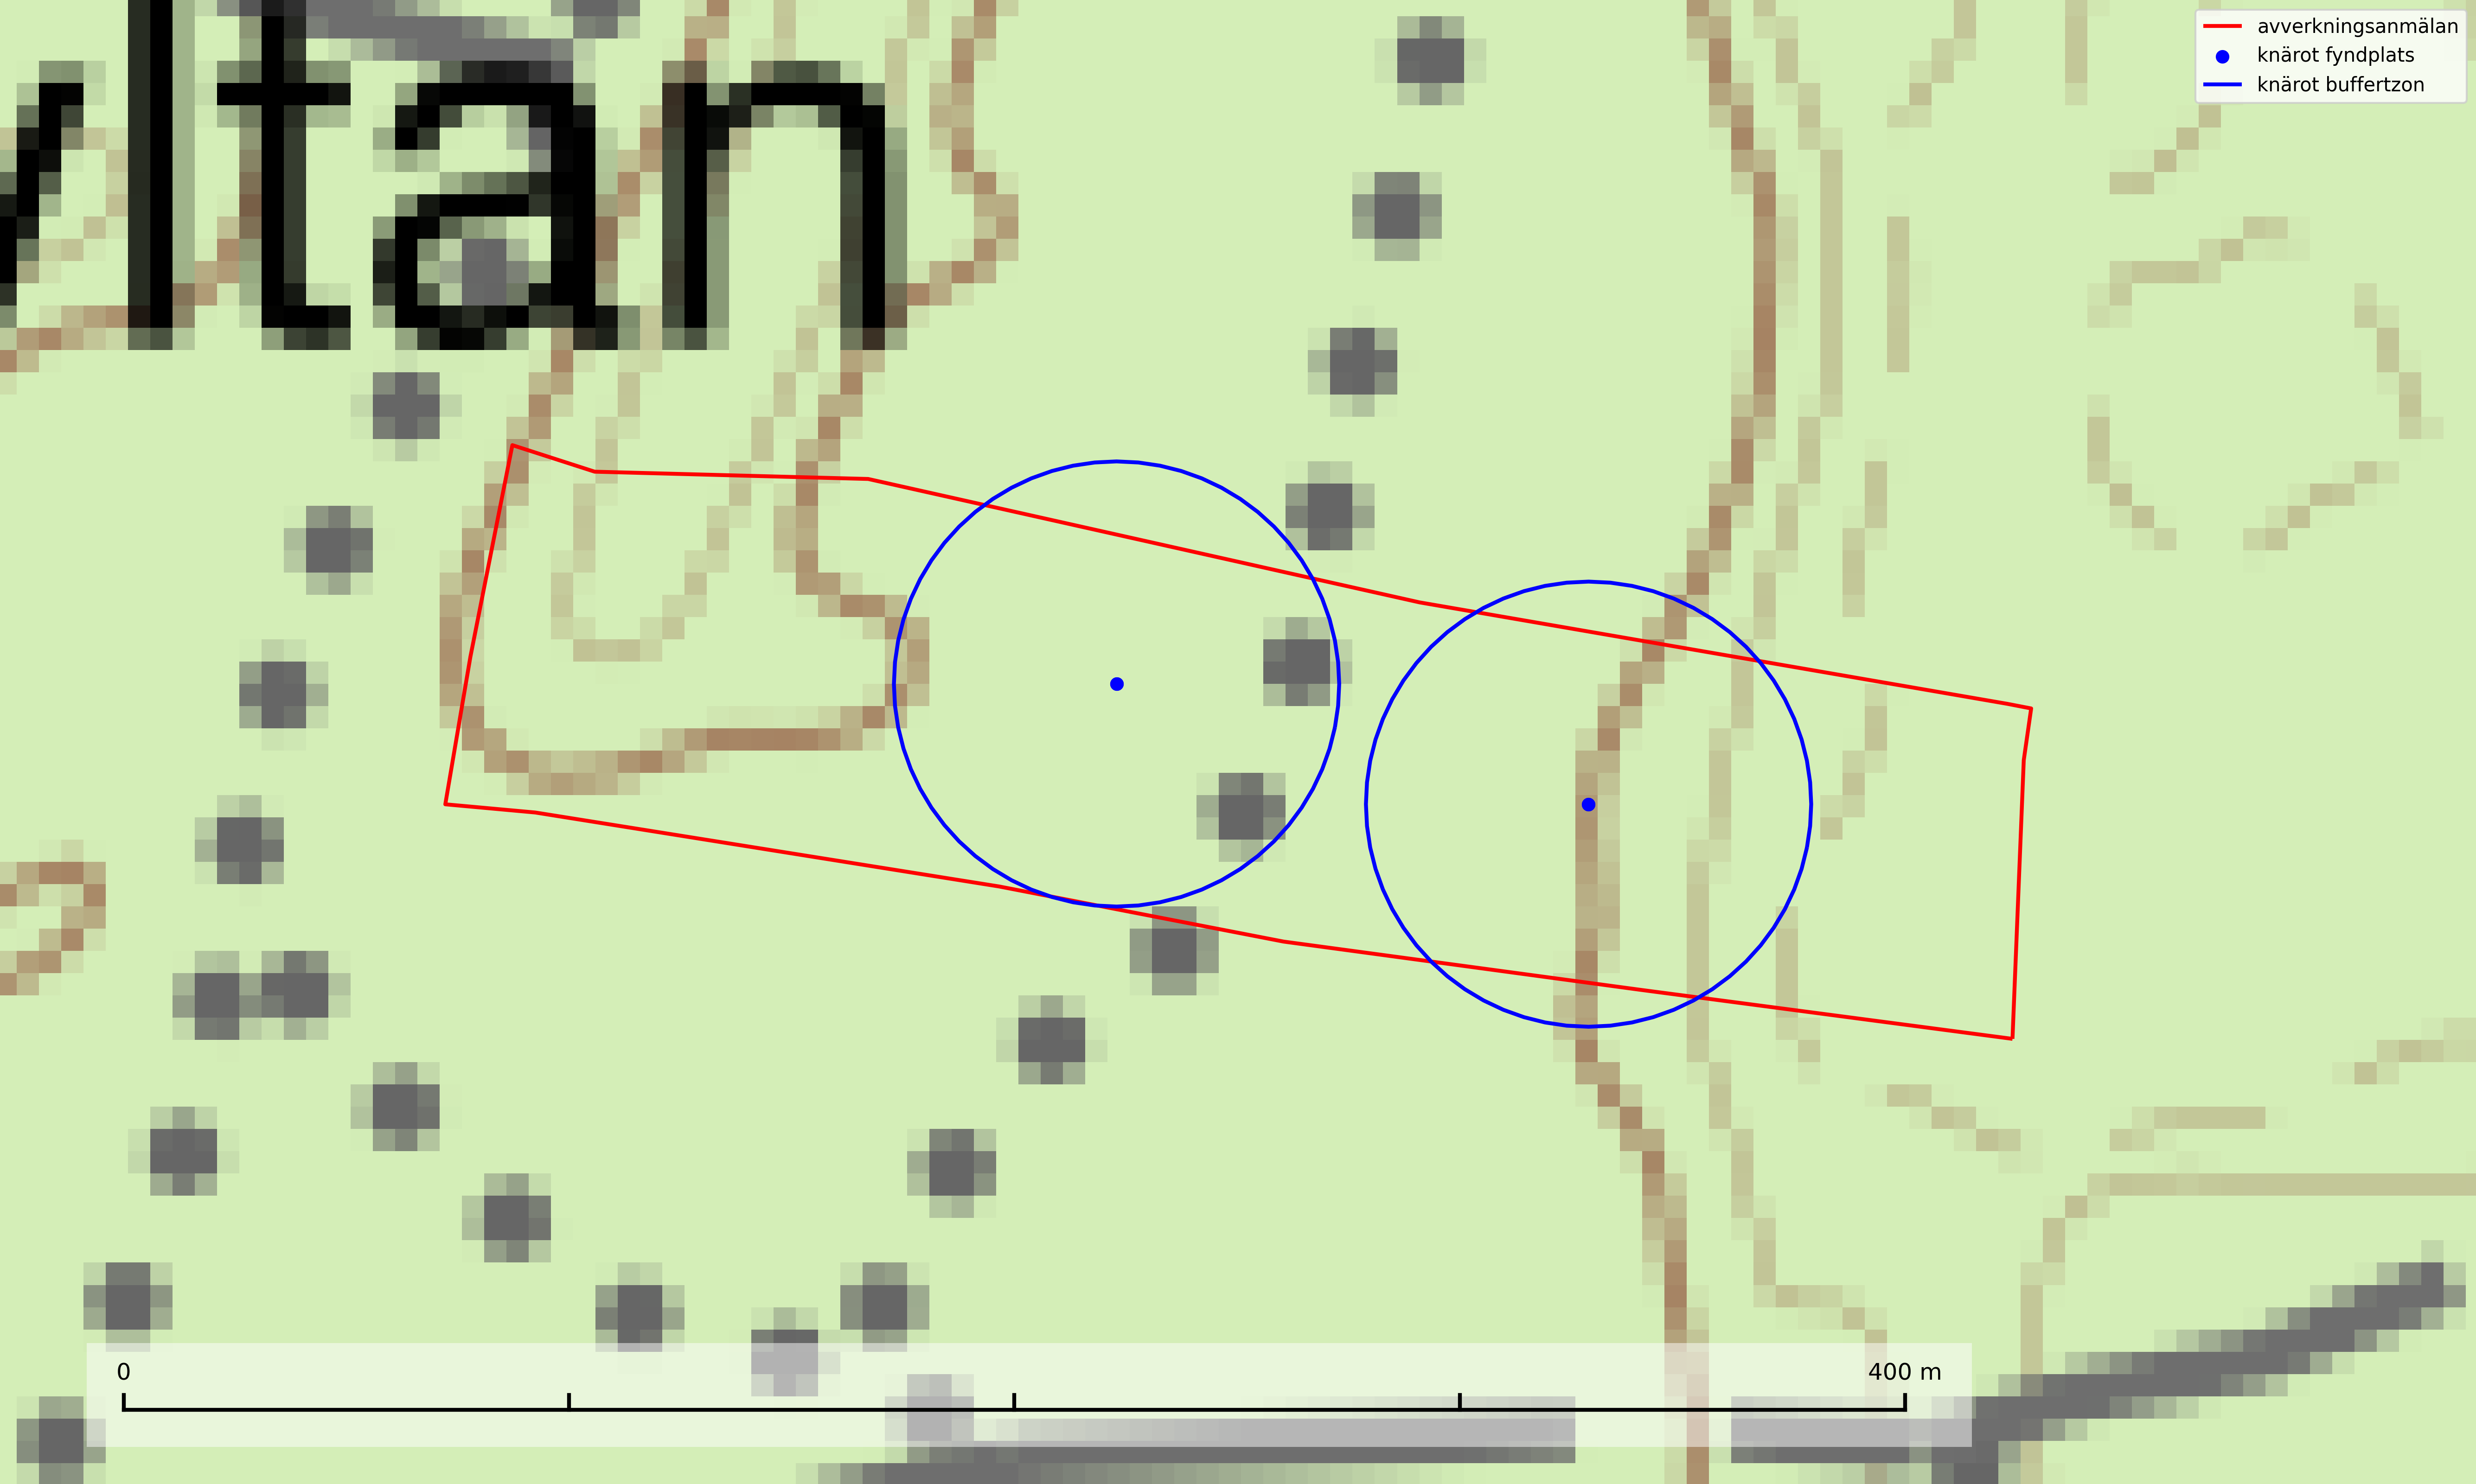 ltan
avverkningsanmälan
knärot fyndplats
knärot buffertzon
0
400 m